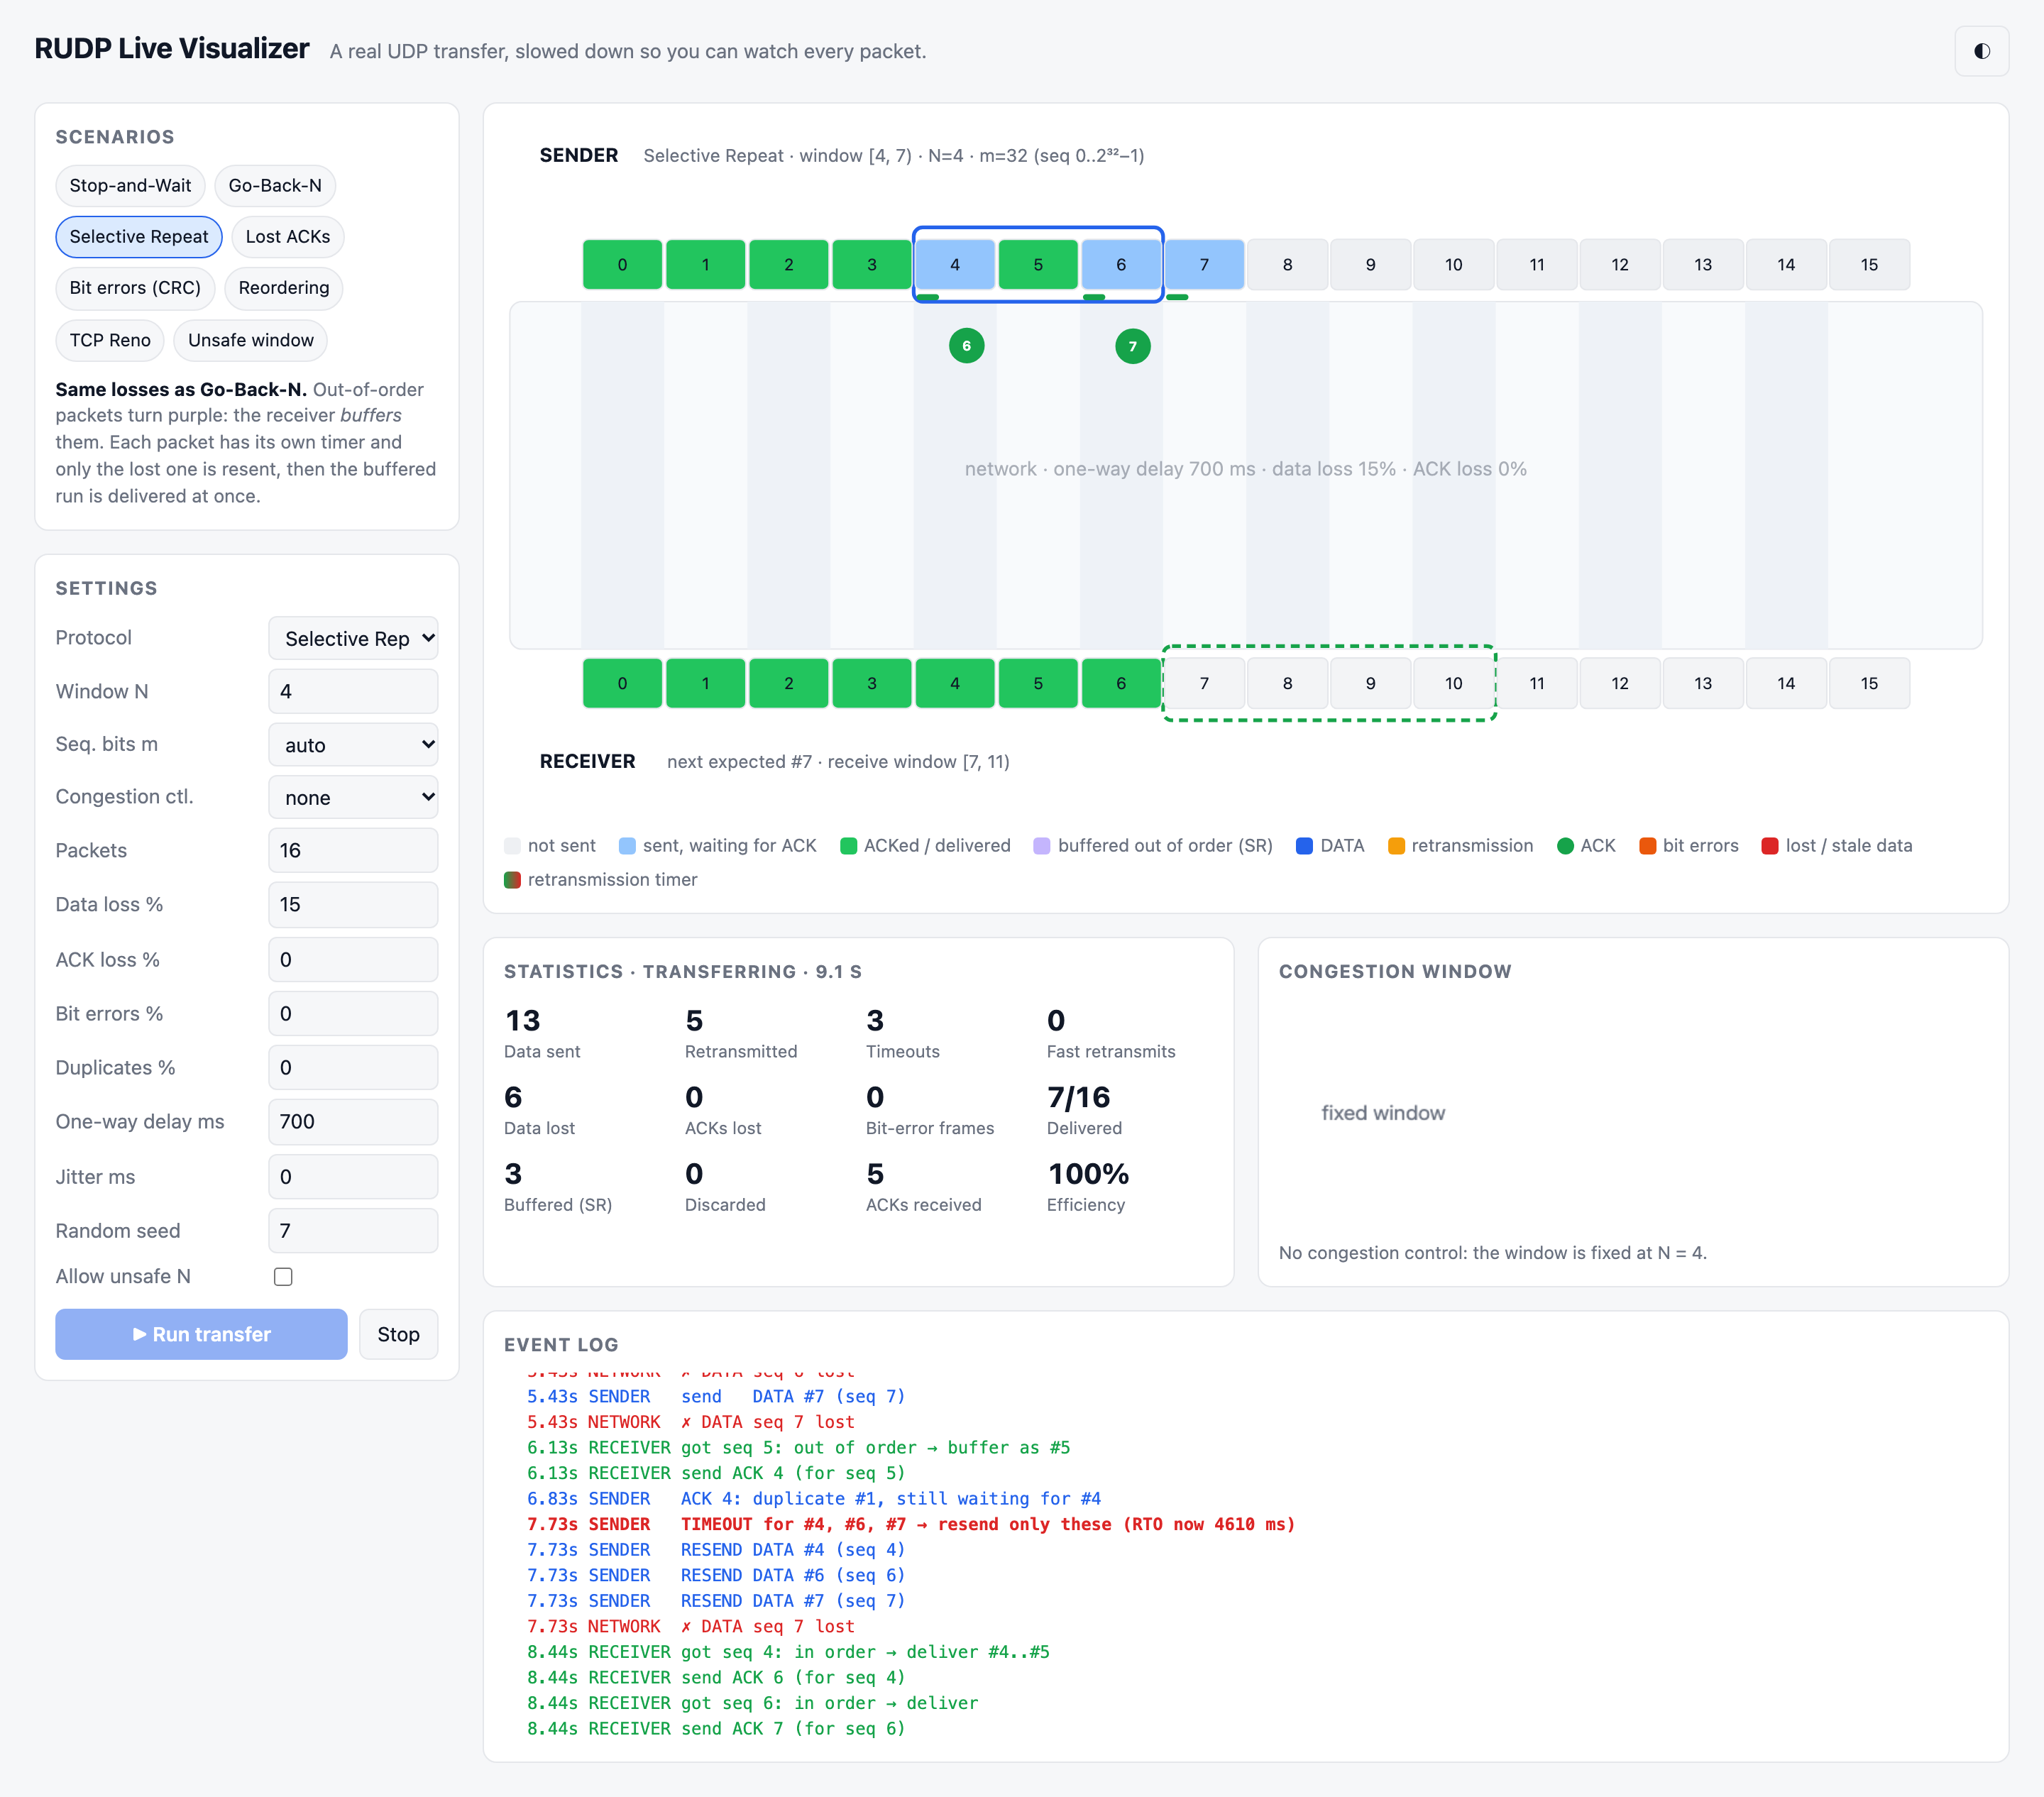 RUDP Live Visualizer A real UDP transfer, slowed down so you can watch every packet.
SCENARIOS
Stop-and-Wait Go-Back-N
Selective Repeat Lost ACKs
Bit errors (CRC) Reordering
TCP Reno Unsafe window
Same losses as Go-Back-N. Out-of-order
packets turn purple: the receiver buffers
them. Each packet has its own timer and
only the lost one is resent, then the buffered
run is delivered at once.
SETTINGS
Protocol Selective Rep
Window N 4
Seq. bits m auto
Congestion ctl. none
Packets 16
Data loss % 15
ACK loss % 0
Bit errors % 0
Duplicates % 0
One-way delay ms 700
Jitter ms 0
Random seed 7
Allow unsafe N
▶ Run transfer Stop
SENDER Selective Repeat · window [4, 7) · N=4 · m=32 (seq 0..2³²−1)
0 1 2 3 4 5 6 7 8 9 10 11 12 13 14 15
6 7
network · one-way delay 700 ms · data loss 15% · ACK loss 0%
0 1 2 3 4 5 6 7 8 9 10 11 12 13 14 15
RECEIVER next expected #7 · receive window [7, 11)
not sent sent, waiting for ACK ACKed / delivered buffered out of order (SR) DATA retransmission ACK bit errors lost / stale data
retransmission timer
STATISTICS · TRANSFERRING · 9.1 S
13 5 3 0
Data sent Retransmitted Timeouts Fast retransmits
6 0 0 7/16
Data lost ACKs lost Bit-error frames Delivered
3 0 5 100%
Buffered (SR) Discarded ACKs received Efficiency
CONGESTION WINDOW
fixed window
No congestion control: the window is fixed at N = 4.
EVENT LOG
5.43s NETWORK ✗ DATA seq 6 lost
5.43s SENDER send DATA #7 (seq 7)
5.43s NETWORK ✗ DATA seq 7 lost
6.13s RECEIVER got seq 5: out of order → buffer as #5
6.13s RECEIVER send ACK 4 (for seq 5)
6.83s SENDER ACK 4: duplicate #1, still waiting for #4
7.73s SENDER TIMEOUT for #4, #6, #7 → resend only these (RTO now 4610 ms)
7.73s SENDER RESEND DATA #4 (seq 4)
7.73s SENDER RESEND DATA #6 (seq 6)
7.73s SENDER RESEND DATA #7 (seq 7)
7.73s NETWORK ✗ DATA seq 7 lost
8.44s RECEIVER got seq 4: in order → deliver #4..#5
8.44s RECEIVER send ACK 6 (for seq 4)
8.44s RECEIVER got seq 6: in order → deliver
8.44s RECEIVER send ACK 7 (for seq 6)